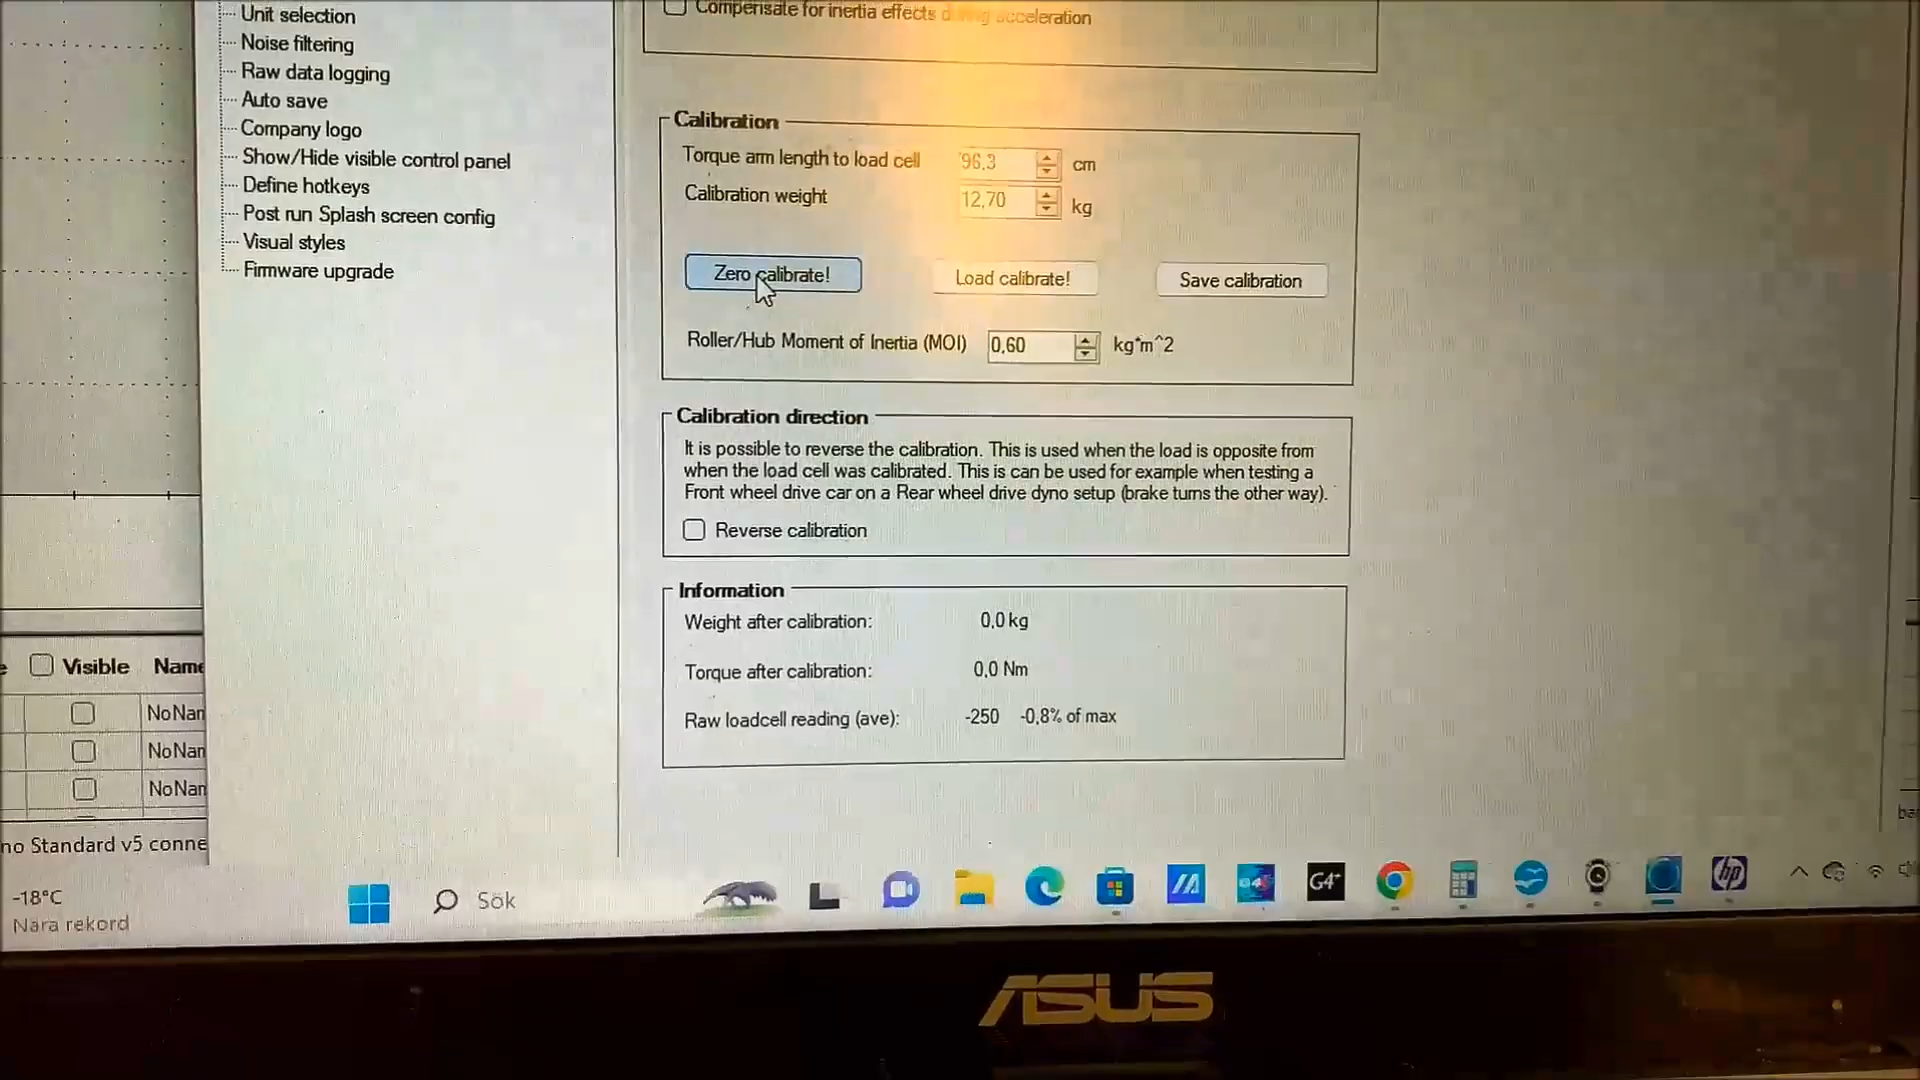 Unit selection
Noise filtering
Raw data logging
Auto save
Company logo
Show/Hide visible control panel
Define hotkeys
Post run Splash screen config
Visual styles
Firmware upgrade
Compensate for inertia effects during acceleration
Calibration
Torque arm length to load cell 96,3 cm
Calibration weight 12,70 kg
Zero calibrate! Load calibrate! Save calibration
Roller/Hub Moment of Inertia (MOI) 0,60 kg*m^2
Calibration direction
It is possible to reverse the calibration. This is used when the load is opposite from
when the load cell was calibrated. This is can be used for example when testing a
Front wheel drive car on a Rear wheel drive dyno setup (brake turns the other way).
Reverse calibration
Information
Weight after calibration: 0,0 kg
Torque after calibration: 0,0 Nm
Raw loadcell reading (ave): -250 -0,8% of max
Visible Name
NoNan
NoNan
NoNan
no Standard v5 conne
-18°C
Nära rekord
Sök
G4+
hp
ASUS